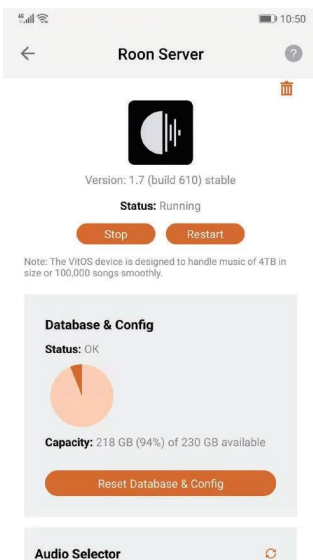 10:50
Roon Server
?
Version: 1.7 (build 610) stable
Status: Running
Stop Restart
Note: The VitOS device is designed to handle music of 4TB in
size or 100,000 songs smoothly.
Database & Config
Status: OK
Capacity: 218 GB (94%) of 230 GB available
Reset Database & Config
Audio Selector